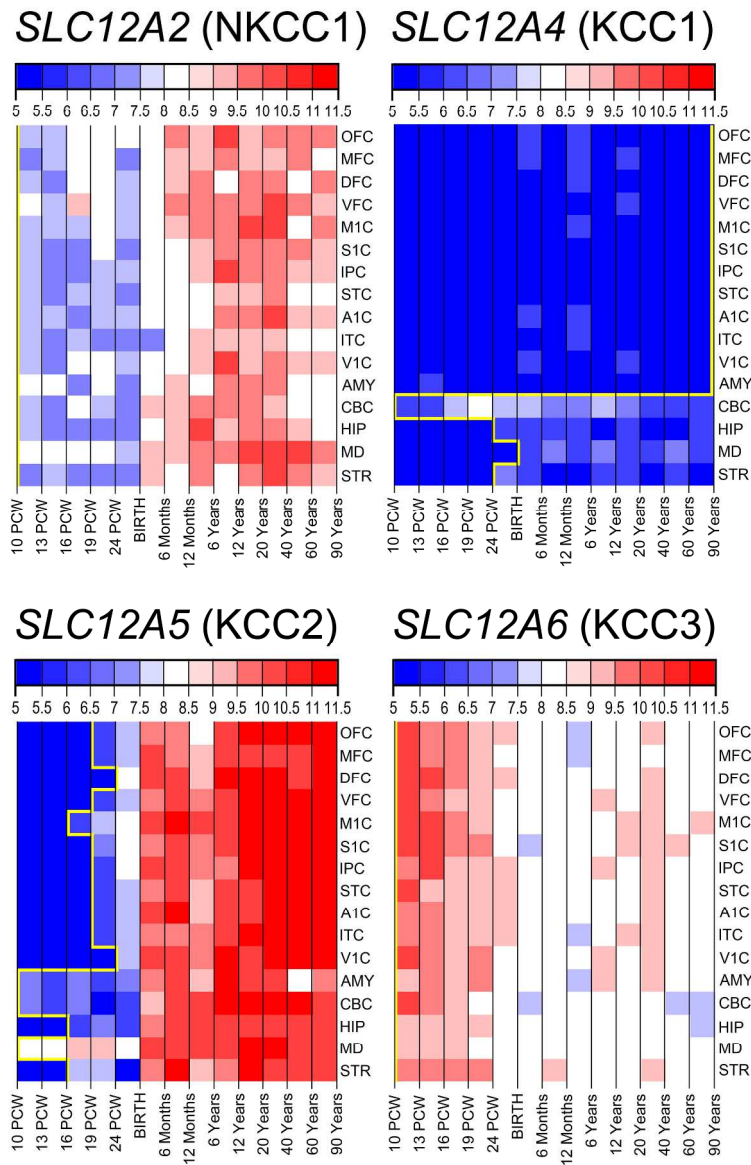 SLC12A2 (NKCC1)
5 5.5 6 6.5 7 7.5 8 8.5 9 9.5 10 10.5 11 11.5
OFC
MFC
DFC
VFC
M1C
S1C
IPC
STC
A1C
ITC
V1C
AMY
CBC
HIP
MD
STR
10 PCW
13 PCW
16 PCW
19 PCW
24 PCW
BIRTH
6 Months
12 Months
6 Years
12 Years
20 Years
40 Years
60 Years
90 Years
SLC12A4 (KCC1)
5 5.5 6 6.5 7 7.5 8 8.5 9 9.5 10 10.5 11 11.5
OFC
MFC
DFC
VFC
M1C
S1C
IPC
STC
A1C
ITC
V1C
AMY
CBC
HIP
MD
STR
10 PCW
13 PCW
16 PCW
19 PCW
24 PCW
BIRTH
6 Months
12 Months
6 Years
12 Years
20 Years
40 Years
60 Years
90 Years
SLC12A5 (KCC2)
5 5.5 6 6.5 7 7.5 8 8.5 9 9.5 10 10.5 11 11.5
OFC
MFC
DFC
VFC
M1C
S1C
IPC
STC
A1C
ITC
V1C
AMY
CBC
HIP
MD
STR
10 PCW
13 PCW
16 PCW
19 PCW
24 PCW
BIRTH
6 Months
12 Months
6 Years
12 Years
20 Years
40 Years
60 Years
90 Years
SLC12A6 (KCC3)
5 5.5 6 6.5 7 7.5 8 8.5 9 9.5 10 10.5 11 11.5
OFC
MFC
DFC
VFC
M1C
S1C
IPC
STC
A1C
ITC
V1C
AMY
CBC
HIP
MD
STR
10 PCW
13 PCW
16 PCW
19 PCW
24 PCW
BIRTH
6 Months
12 Months
6 Years
12 Years
20 Years
40 Years
60 Years
90 Years